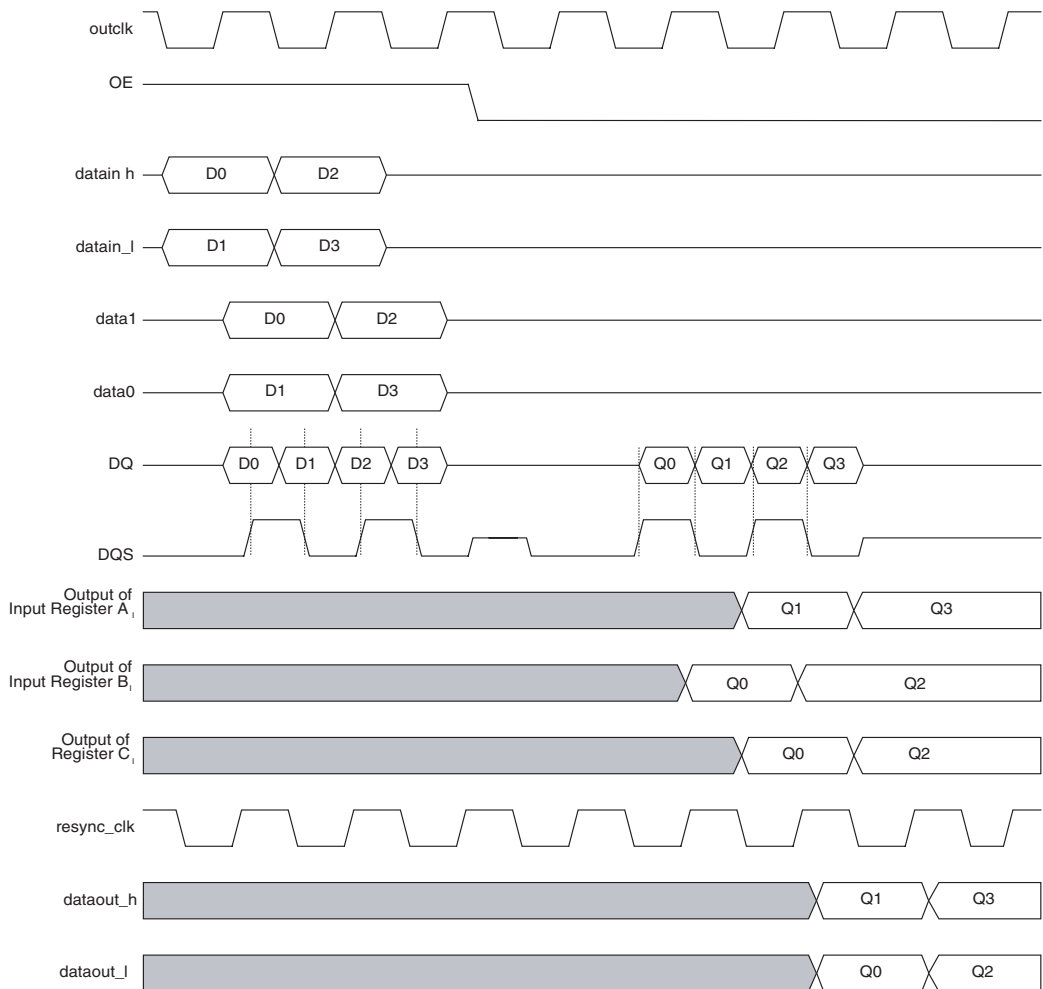 outclk
OE
datain h
D0 D2
datain_l
D1 D3
data1
D0 D2
data0
D1 D3
DQ
D0 D1 D2 D3 Q0 Q1 Q2 Q3
DQS
Output of
Input Register A I
Q1 Q3
Output of
Input Register B I
Q0 Q2
Output of
Register C I
Q0 Q2
resync_clk
dataout_h
Q1 Q3
dataout_l
Q0 Q2